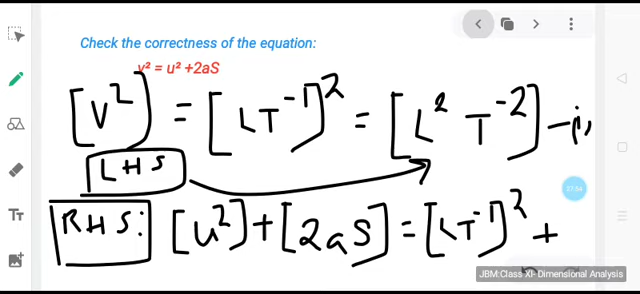 Check the correctness of the equation:
v² = u² +2aS
[V²] = [LT⁻¹]² = [L² T⁻²] -i,
LHS
RHS: [u²]+[2aS]=[LT⁻¹]² +
JBM:Class XI- Dimensional Analysis